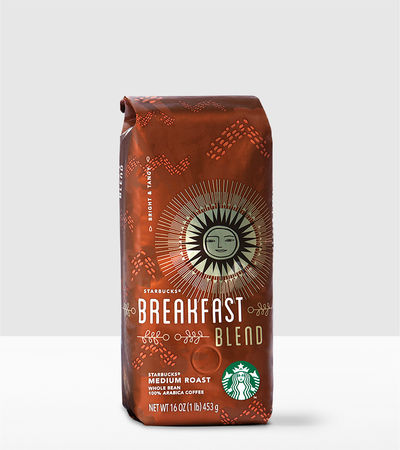 BRIGHT & TANGY
STARBUCKS®
BREAKFAST
BLEND
STARBUCKS®
MEDIUM ROAST
WHOLE BEAN
100% ARABICA COFFEE
NET WT 16 OZ (1 lb) 453 g
BLEND